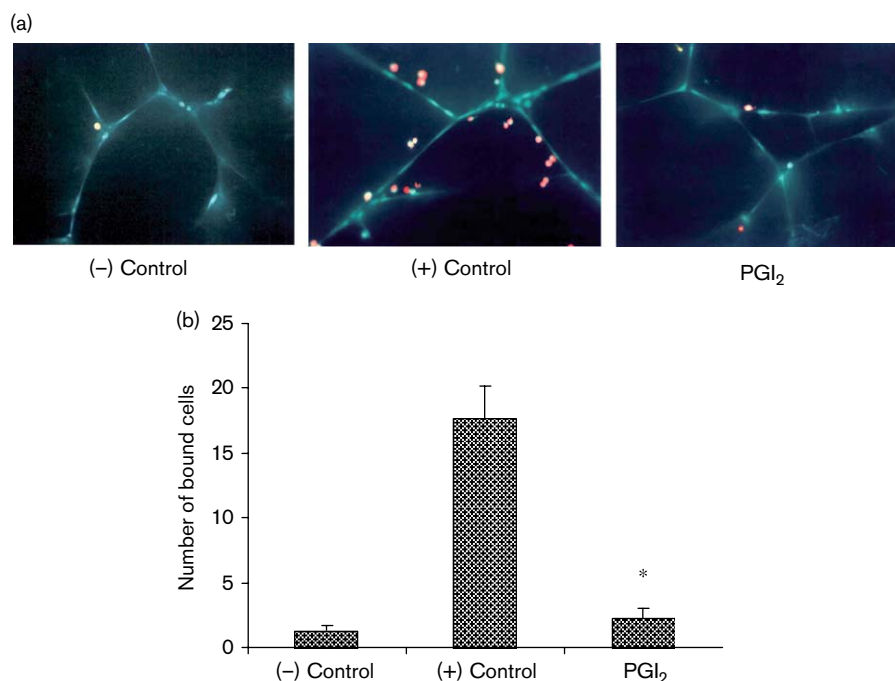 (a)
(−) Control
(+) Control
PGI₂
(b)
25
20
15
10
5
0
Number of bound cells
*
(−) Control
(+) Control
PGI₂